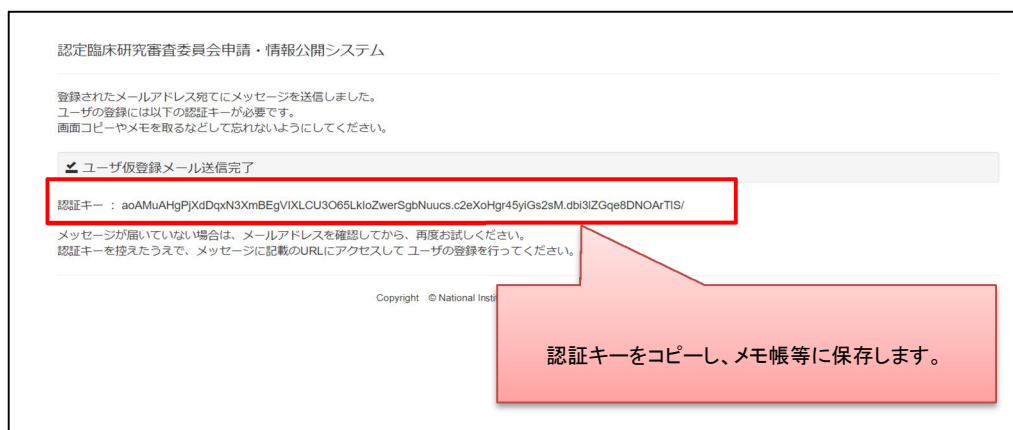 認定臨床研究審査委員会申請・情報公開システム
登録されたメールアドレス宛てにメッセージを送信しました。
ユーザの登録には以下の認証キーが必要です。
画面コピーやメモを取るなどして忘れないようにしてください。
ユーザ仮登録メール送信完了
認証キー : aoAMuAHgPjXdDqxN3XmBEgVlXLCU3O65LkloZwerSgbNuucs.c2eXoHgr45yiGs2sM.dbi3lZGqe8DNOArTlS/
メッセージが届いていない場合は、メールアドレスを確認してから、再度お試しください。
認証キーを控えたうえで、メッセージに記載のURLにアクセスして ユーザの登録を行ってください。
Copyright © National Insti
認証キーをコピーし、メモ帳等に保存します。